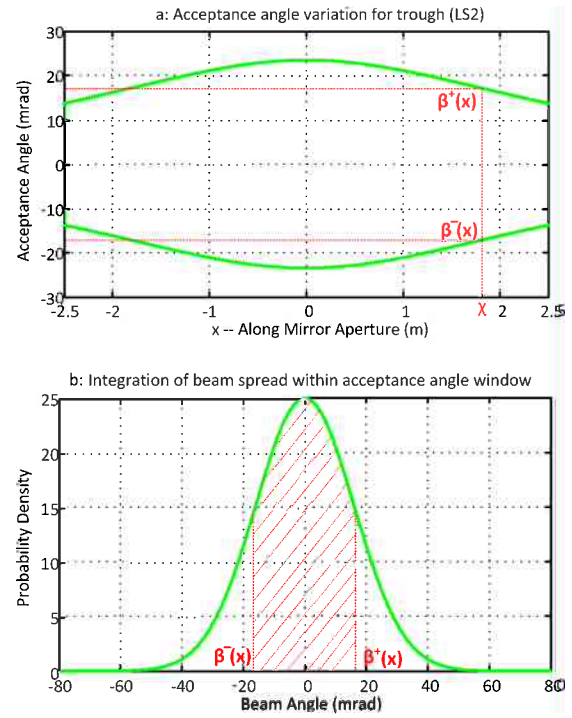 a: Acceptance angle variation for trough (LS2)
Acceptance Angle (mrad)
30
20
10
0
-10
-20
-30
β⁺(x)
β⁻(x)
-2.5
-2
-1
0
1
χ
2
2.5
x -- Along Mirror Aperture (m)
b: Integration of beam spread within acceptance angle window
Probability Density
25
20
15
10
5
0
β⁻(x)
β⁺(x)
-80
-60
-40
-20
0
20
40
60
80
Beam Angle (mrad)